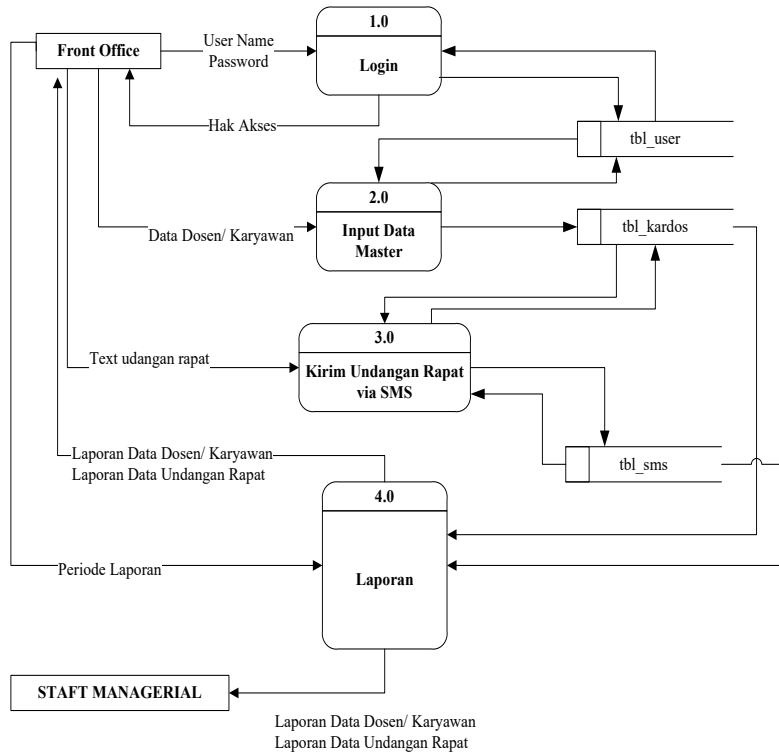 1.0
Front Office
User Name
Password
Login
Hak Akses
tbl_user
2.0
Data Dosen/ Karyawan
Input Data
Master
tbl_kardos
3.0
Text udangan rapat
Kirim Undangan Rapat
via SMS
Laporan Data Dosen/ Karyawan
Laporan Data Undangan Rapat
tbl_sms
4.0
Periode Laporan
Laporan
STAFT MANAGERIAL
Laporan Data Dosen/ Karyawan
Laporan Data Undangan Rapat